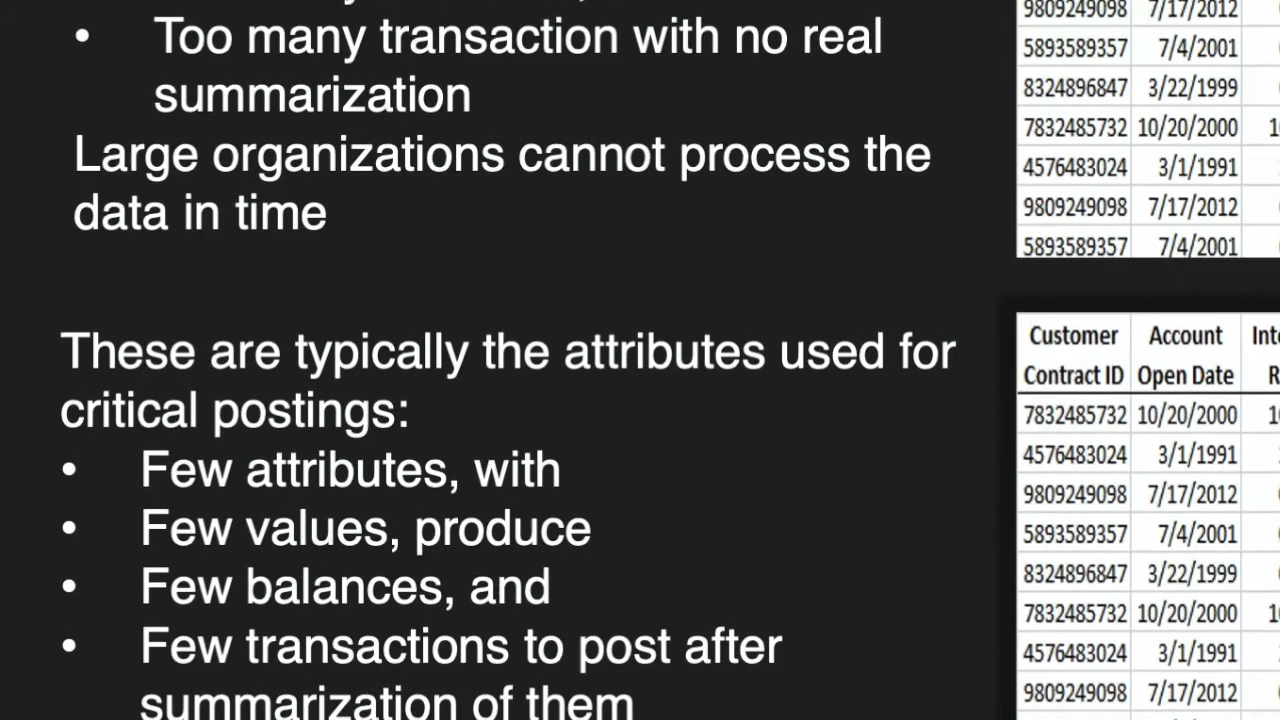 Too many transaction with no real
summarization
Large organizations cannot process the
data in time
These are typically the attributes used for
critical postings:
• Few attributes, with
• Few values, produce
• Few balances, and
• Few transactions to post after
summarization of them
9809249098 7/17/2012
5893589357 7/4/2001
8324896847 3/22/1999
7832485732 10/20/2000
4576483024 3/1/1991
9809249098 7/17/2012
5893589357 7/4/2001
Customer Account
Contract ID Open Date
7832485732 10/20/2000
4576483024 3/1/1991
9809249098 7/17/2012
5893589357 7/4/2001
8324896847 3/22/1999
7832485732 10/20/2000
4576483024 3/1/1991
9809249098 7/17/2012